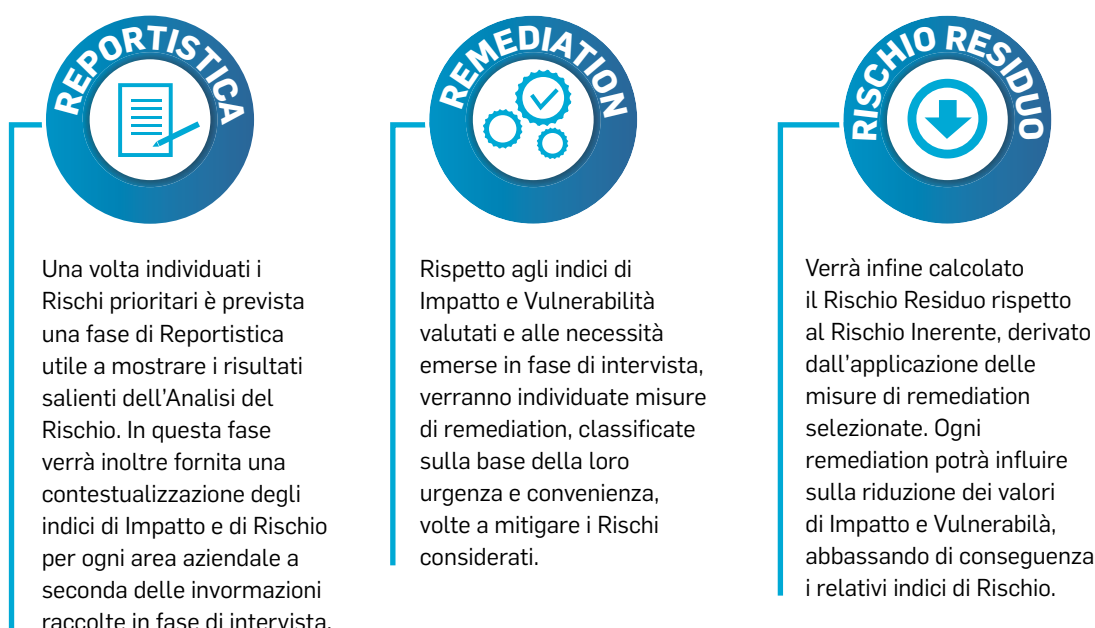 REPORTISTICA
Una volta individuati i
Rischi prioritari è prevista
una fase di Reportistica
utile a mostrare i risultati
salienti dell'Analisi del
Rischio. In questa fase
verrà inoltre fornita una
contestualizzazione degli
indici di Impatto e di Rischio
per ogni area aziendale a
seconda delle invormazioni
raccolte in fase di intervista.
REMEDIATION
Rispetto agli indici di
Impatto e Vulnerabilità
valutati e alle necessità
emerse in fase di intervista,
verranno individuate misure
di remediation, classificate
sulla base della loro
urgenza e convenienza,
volte a mitigare i Rischi
considerati.
RISCHIO RESIDUO
Verrà infine calcolato
il Rischio Residuo rispetto
al Rischio Inerente, derivato
dall'applicazione delle
misure di remediation
selezionate. Ogni
remediation potrà influire
sulla riduzione dei valori
di Impatto e Vulnerabilà,
abbassando di conseguenza
i relativi indici di Rischio.